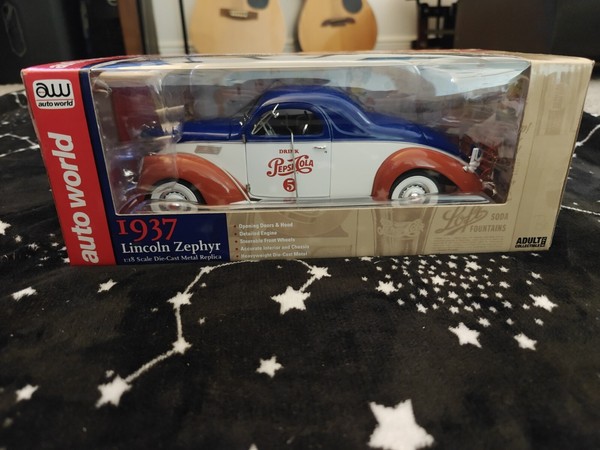 aw
auto world
auto world
DRINK
PEPSI-COLA
5¢
1937
Lincoln Zephyr
1:18 Scale Die-Cast Metal Replica
• Opening Doors & Hood
• Detailed Engine
• Steerable Front Wheels
• Accurate Interior and Chassis
• Heavyweight Die-Cast Metal
Loft
SODA
FOUNTAINS
ADULT
COLLECTIBLES